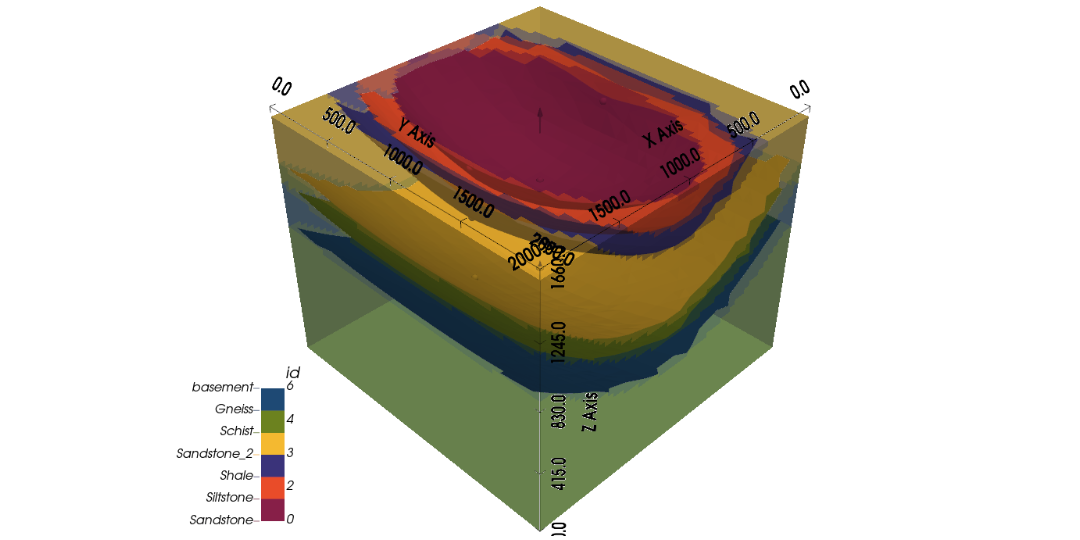 0.0
0.0
500.0
Y Axis
X Axis
500.0
1000.0
1000.0
1500.0
1500.0
2000.0
1660
1245.0
830.0
Z Axis
415.0
0.0
id
basement
6
Gneiss
4
Schist
Sandstone_2
3
Shale
2
Siltstone
Sandstone
0